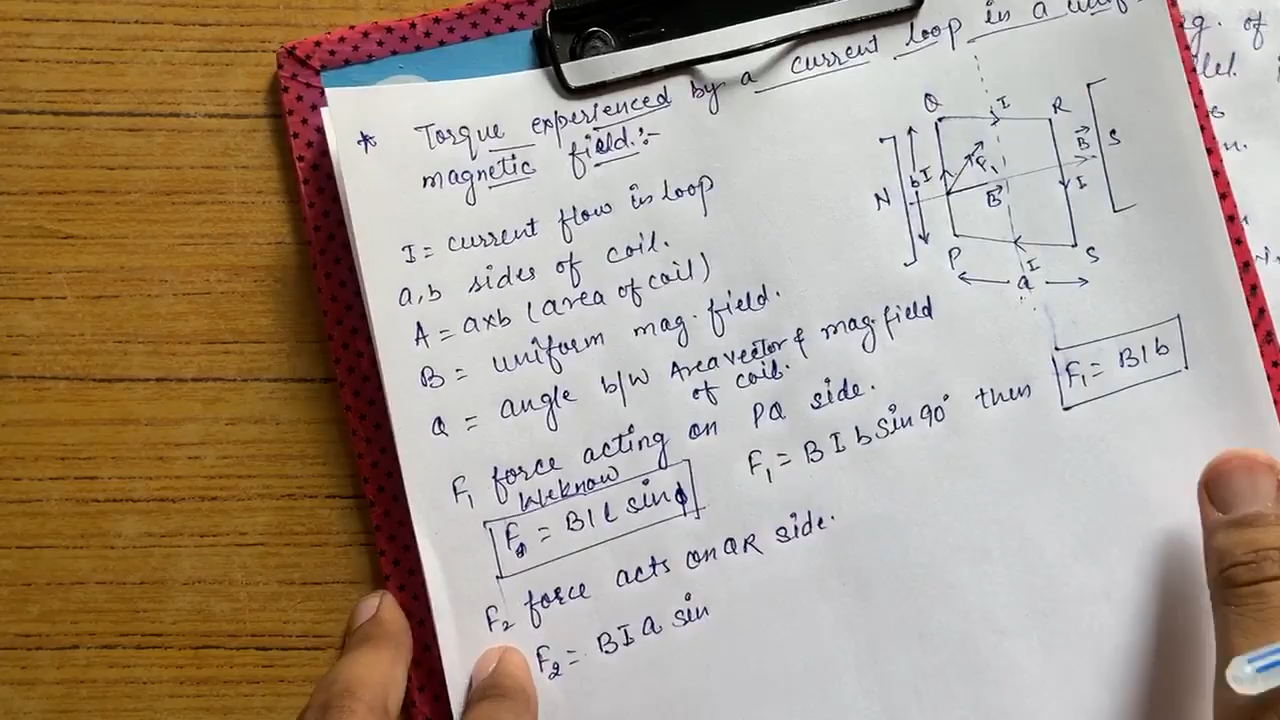 * Torque experienced by a current loop in a
magnetic field :-
I = current flow in loop
a, b sides of coil.
A = a×b (area of coil)
B = uniform mag. field.
Q = angle b/w Area vector & mag. field
of coil.
F₁ force acting on PQ side.
We know
F = BIl sinϕ
F₁ = B I b sin 90° then
F₁ = BIb
F₂ force acts on QR side.
F₂ = BI a sin
Q
I
R
N
b
I
F₁
B⃗
B⃗
I
S
P
I
S
a
g. of